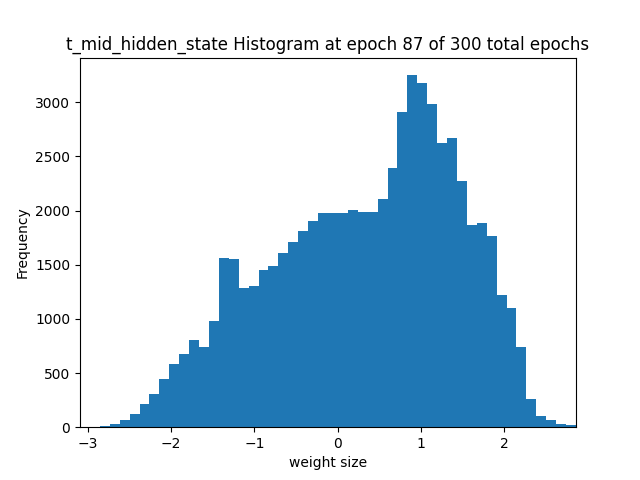 t_mid_hidden_state Histogram at epoch 87 of 300 total epochs
3000
2500
2000
1500
1000
500
0
Frequency
−3 −2 −1 0 1 2
weight size